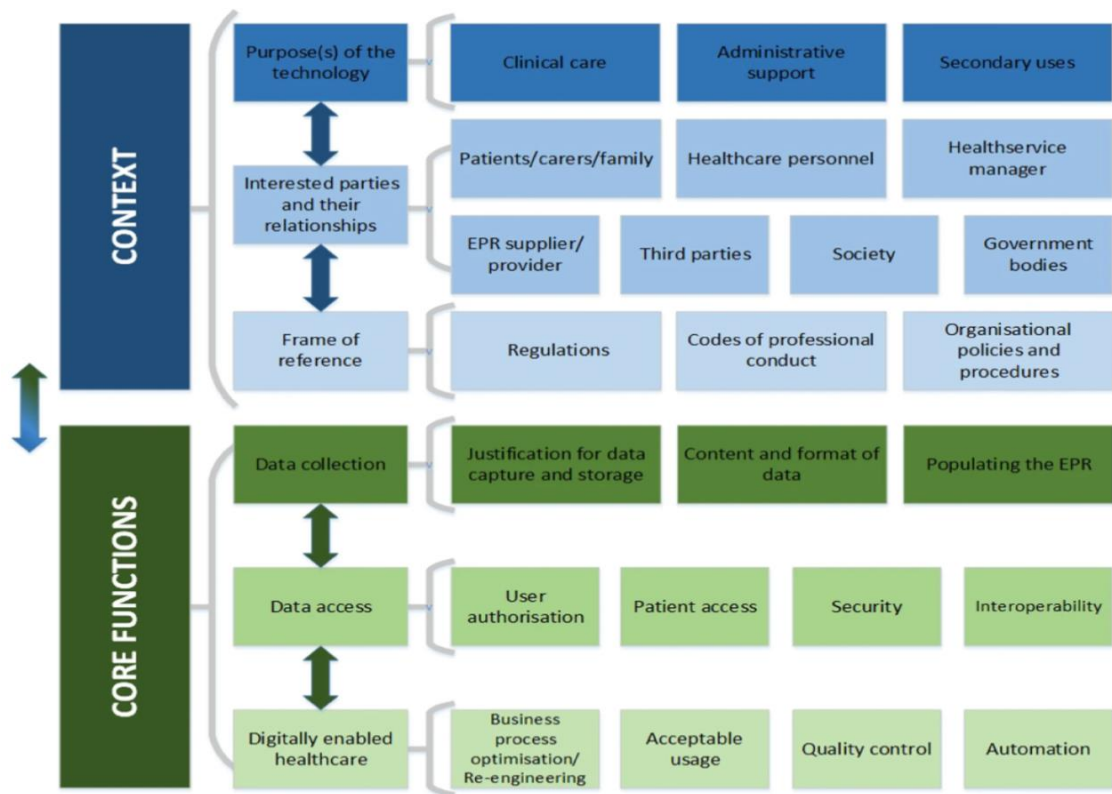 CONTEXT
Purpose(s) of the
technology
Clinical care
Administrative
support
Secondary uses
Interested parties
and their
relationships
Patients/carers/family
Healthcare personnel
Healthservice
manager
EPR supplier/
provider
Third parties
Society
Government
bodies
Frame of
reference
Regulations
Codes of professional
conduct
Organisational
policies and
procedures
CORE FUNCTIONS
Data collection
Justification for data
capture and storage
Content and format of
data
Populating the EPR
Data access
User
authorisation
Patient access
Security
Interoperability
Digitally enabled
healthcare
Business
process
optimisation/
Re-engineering
Acceptable
usage
Quality control
Automation